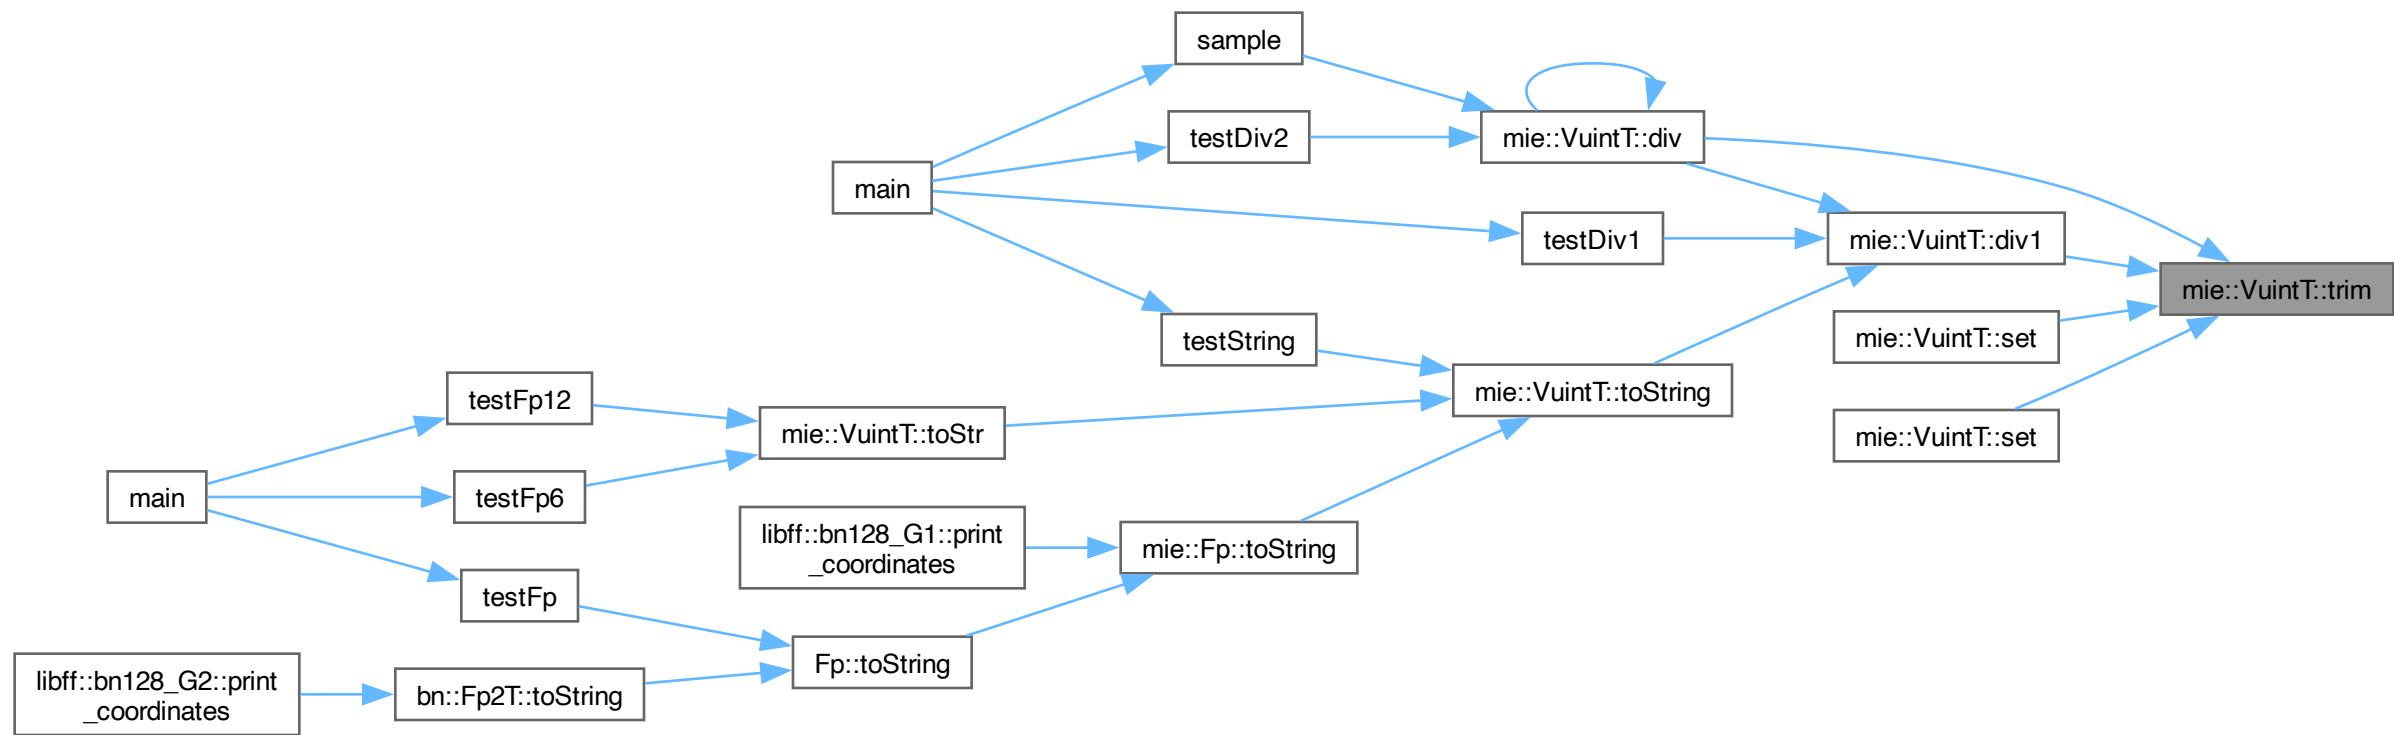 sample
testDiv2
mie::VuintT::div
main
testDiv1
mie::VuintT::div1
mie::VuintT::trim
mie::VuintT::set
testString
mie::VuintT::toString
mie::VuintT::set
testFp12
mie::VuintT::toStr
main
testFp6
libff::bn128_G1::print
_coordinates
mie::Fp::toString
testFp
Fp::toString
libff::bn128_G2::print
_coordinates
bn::Fp2T::toString